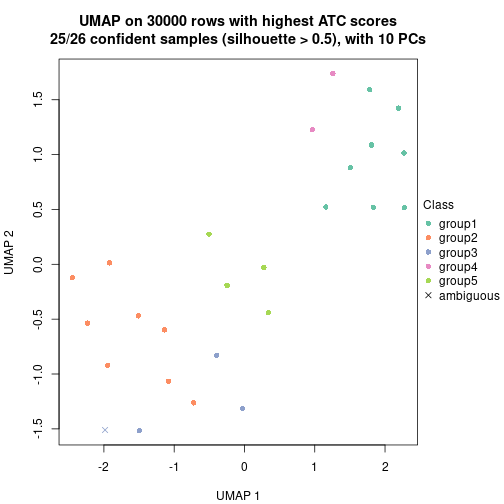 UMAP on 30000 rows with highest ATC scores
25/26 confident samples (silhouette > 0.5), with 10 PCs
1.5
1.0
0.5
0.0
-0.5
-1.0
-1.5
UMAP 2
-2
-1
0
1
2
UMAP 1
Class
group1
group2
group3
group4
group5
ambiguous